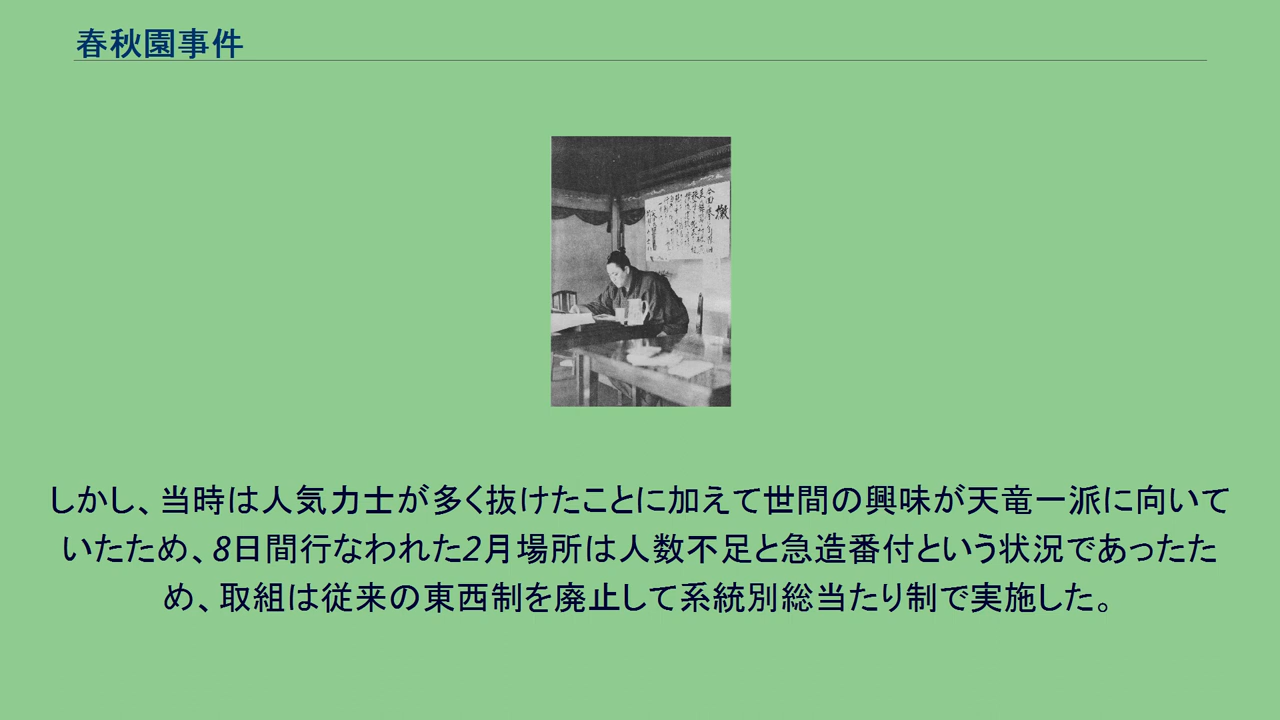 春秋園事件
檄
しかし、当時は人気力士が多く抜けたことに加えて世間の興味が天竜一派に向いて
いたため、8日間行なわれた2月場所は人数不足と急造番付という状況であったた
め、取組は従来の東西制を廃止して系統別総当たり制で実施した。